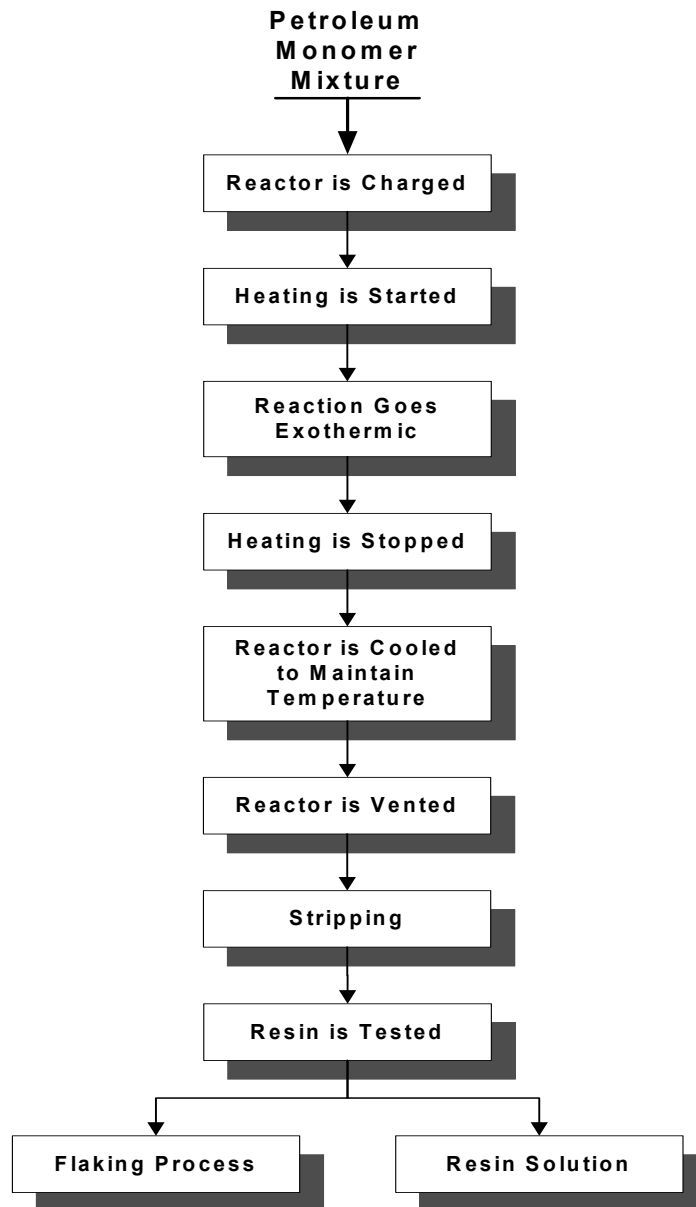 Petroleum
Monomer
Mixture
Reactor is Charged
Heating is Started
Reaction Goes
Exothermic
Heating is Stopped
Reactor is Cooled
to Maintain
Temperature
Reactor is Vented
Stripping
Resin is Tested
Flaking Process
Resin Solution